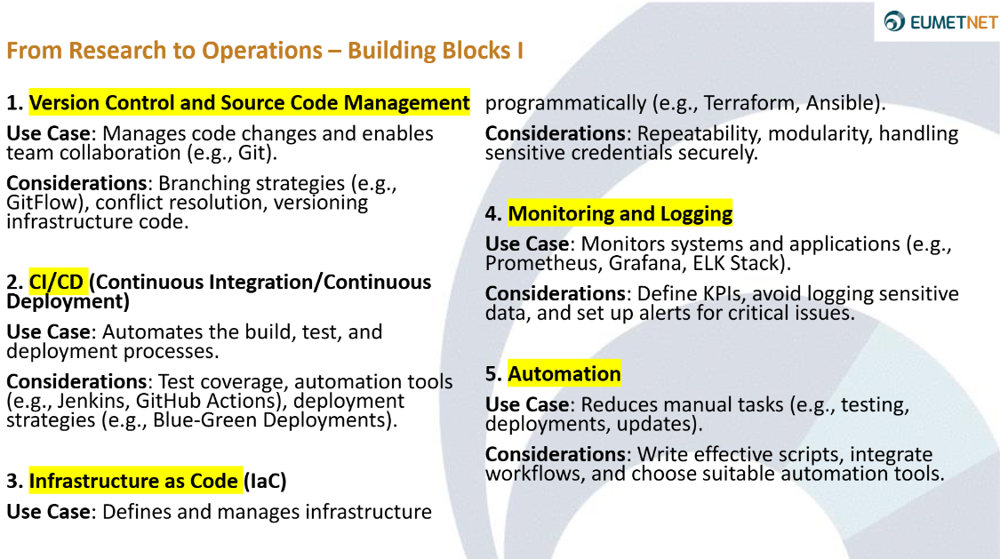 EUMETNET
From Research to Operations – Building Blocks I
1. Version Control and Source Code Management
Use Case: Manages code changes and enables
team collaboration (e.g., Git).
Considerations: Branching strategies (e.g.,
GitFlow), conflict resolution, versioning
infrastructure code.
2. CI/CD (Continuous Integration/Continuous
Deployment)
Use Case: Automates the build, test, and
deployment processes.
Considerations: Test coverage, automation tools
(e.g., Jenkins, GitHub Actions), deployment
strategies (e.g., Blue-Green Deployments).
3. Infrastructure as Code (IaC)
Use Case: Defines and manages infrastructure
programmatically (e.g., Terraform, Ansible).
Considerations: Repeatability, modularity, handling
sensitive credentials securely.
4. Monitoring and Logging
Use Case: Monitors systems and applications (e.g.,
Prometheus, Grafana, ELK Stack).
Considerations: Define KPIs, avoid logging sensitive
data, and set up alerts for critical issues.
5. Automation
Use Case: Reduces manual tasks (e.g., testing,
deployments, updates).
Considerations: Write effective scripts, integrate
workflows, and choose suitable automation tools.